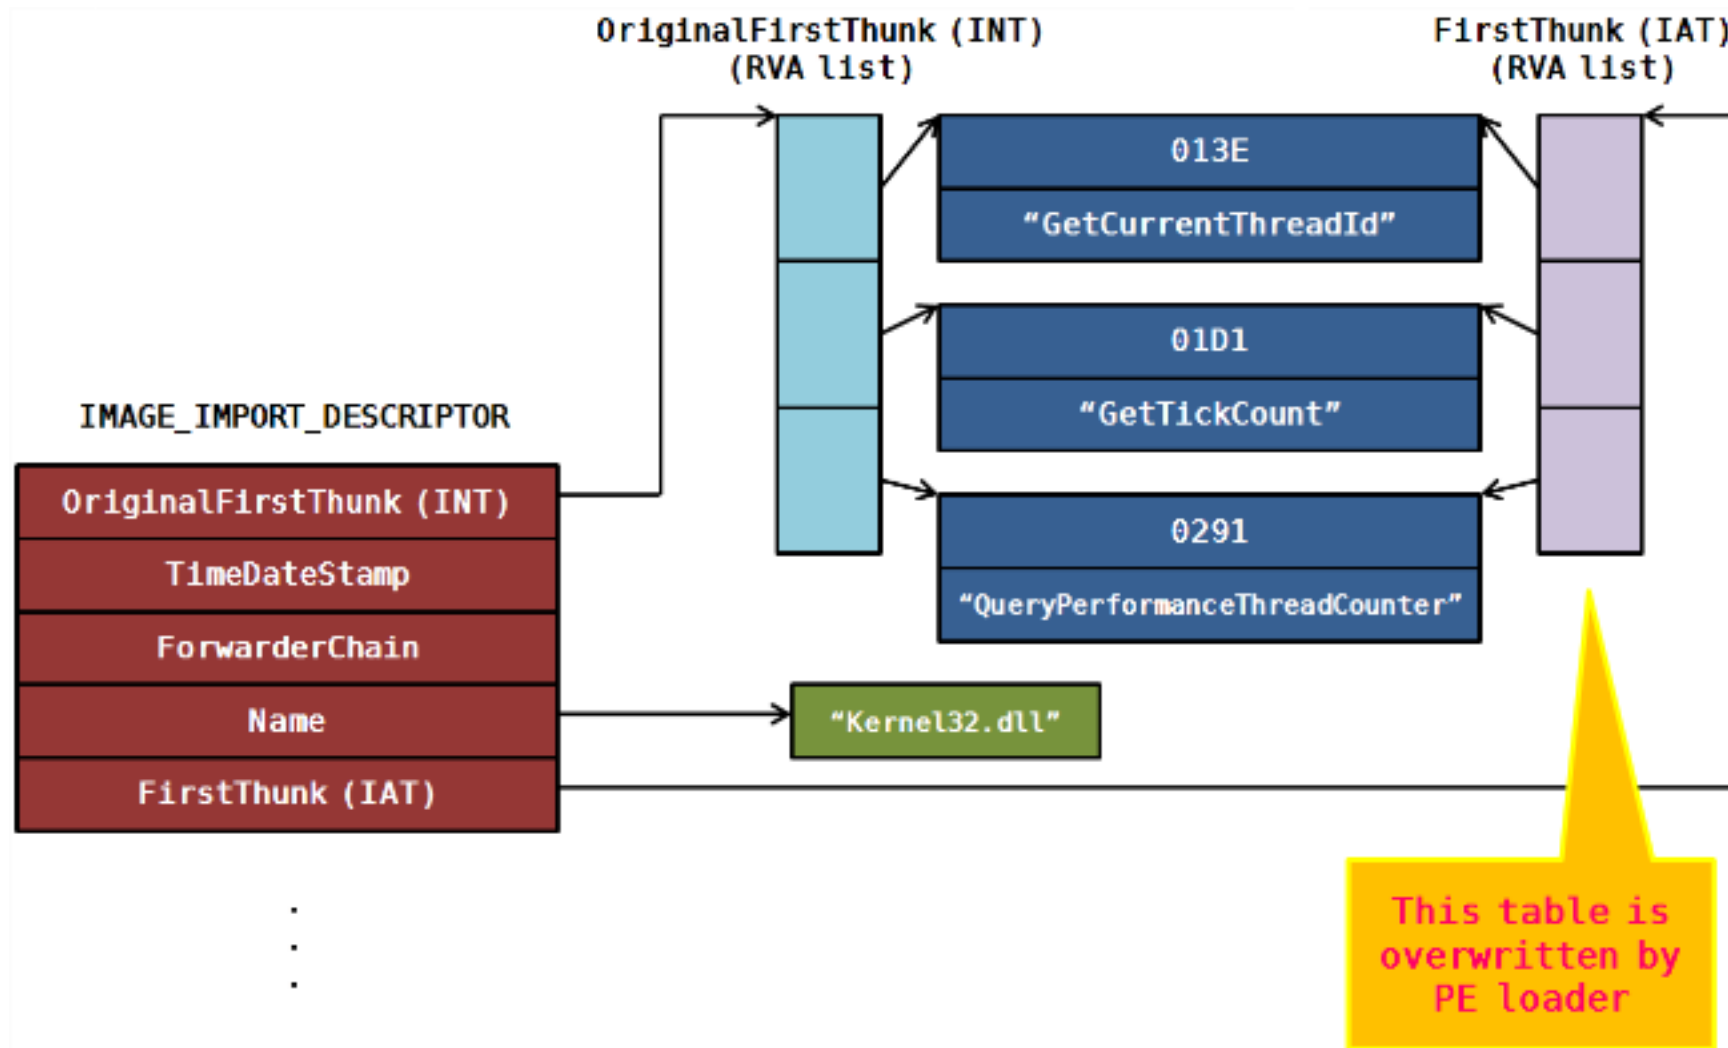 OriginalFirstThunk (INT)
(RVA list)
FirstThunk (IAT)
(RVA list)
013E
“GetCurrentThreadId”
01D1
“GetTickCount”
0291
“QueryPerformanceThreadCounter”
IMAGE_IMPORT_DESCRIPTOR
OriginalFirstThunk (INT)
TimeDateStamp
ForwarderChain
Name
FirstThunk (IAT)
“Kernel32.dll”
This table is
overwritten by
PE loader